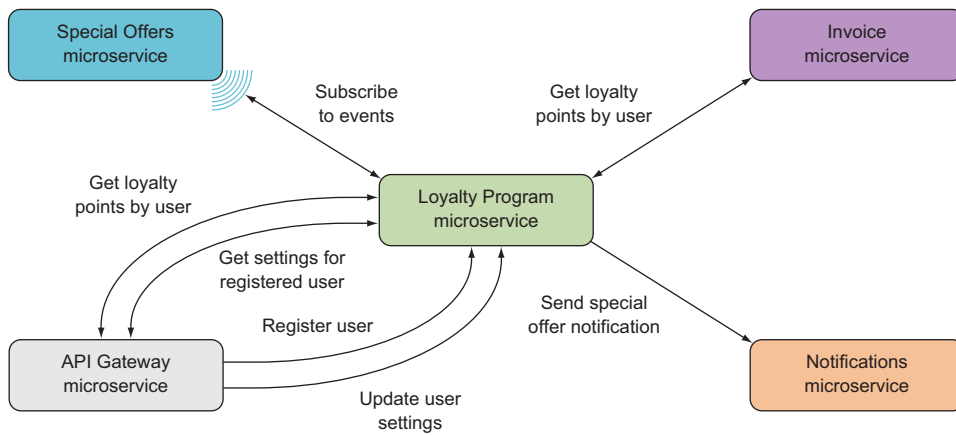 Special Offers
microservice
Invoice
microservice
Subscribe
to events
Get loyalty
points by user
Get loyalty
points by user
Loyalty Program
microservice
Get settings for
registered user
Register user
Send special
offer notification
API Gateway
microservice
Notifications
microservice
Update user
settings